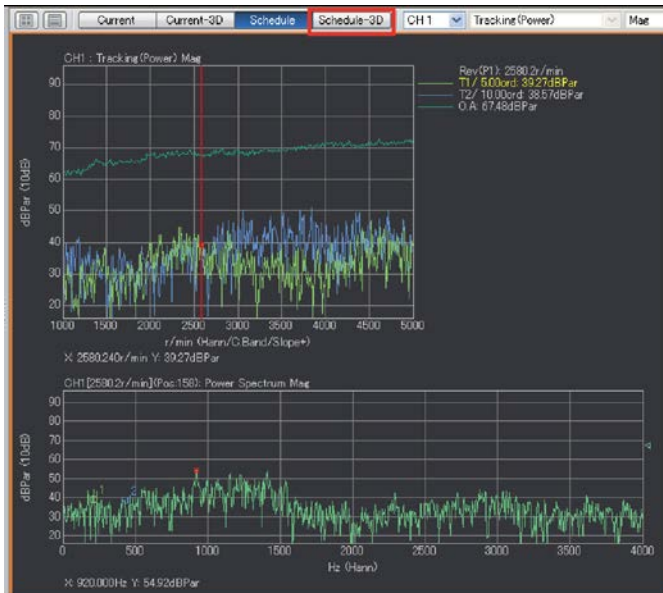 Current Current-3D Schedule Schedule-3D CH 1 Tracking(Power) Mag
CH1 : Tracking(Power) Mag
Rev(P1): 2580.2r/min
T1/ 5.00ord: 39.27dBPar
T2/ 10.00ord: 38.57dBPar
O.A: 67.48dBPar
90
80
70
60
50
40
30
20
dBPar (10dB)
1000 1500 2000 2500 3000 3500 4000 4500 5000
r/min (Hann/C.Band/Slope+)
X: 2580.240r/min Y: 39.27dBPar
CH1[2580.2r/min](Pos:158): Power Spectrum Mag
90
80
70
60
50
40
30
20
dBPar (10dB)
1
2
0 500 1000 1500 2000 2500 3000 3500 4000
Hz (Hann)
X: 920.000Hz Y: 54.92dBPar